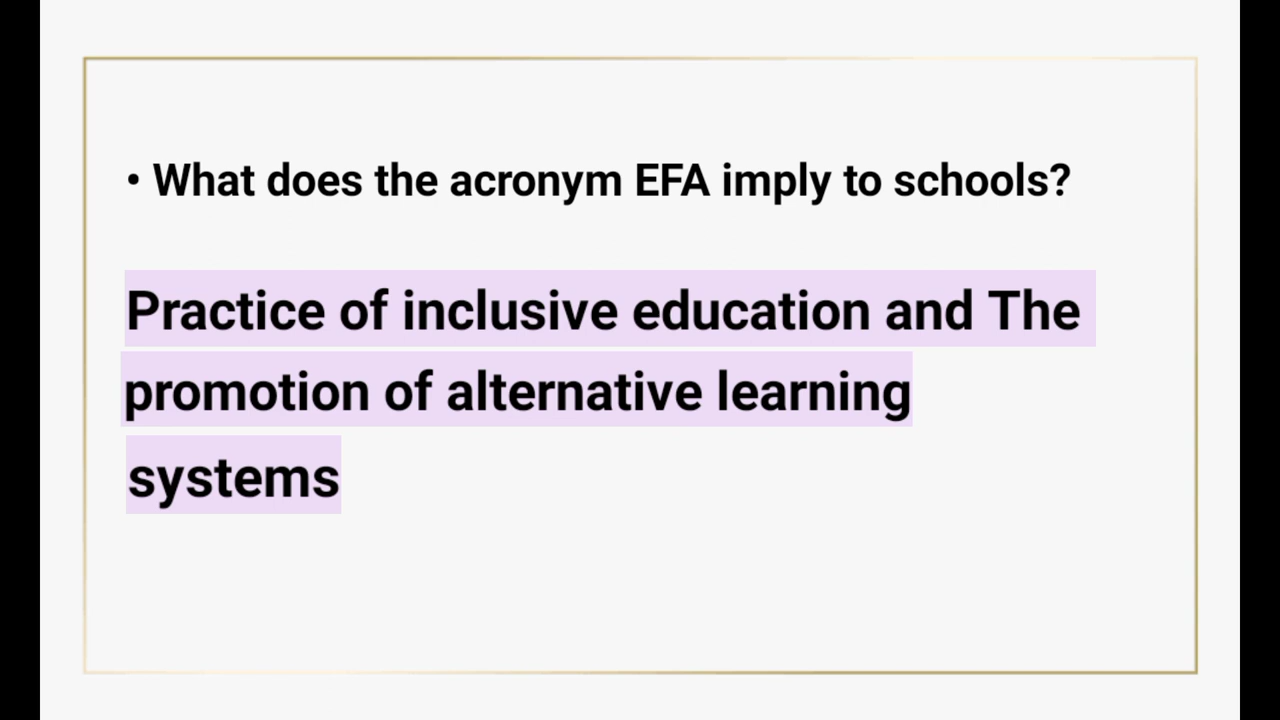 • What does the acronym EFA imply to schools?
Practice of inclusive education and The
promotion of alternative learning
systems